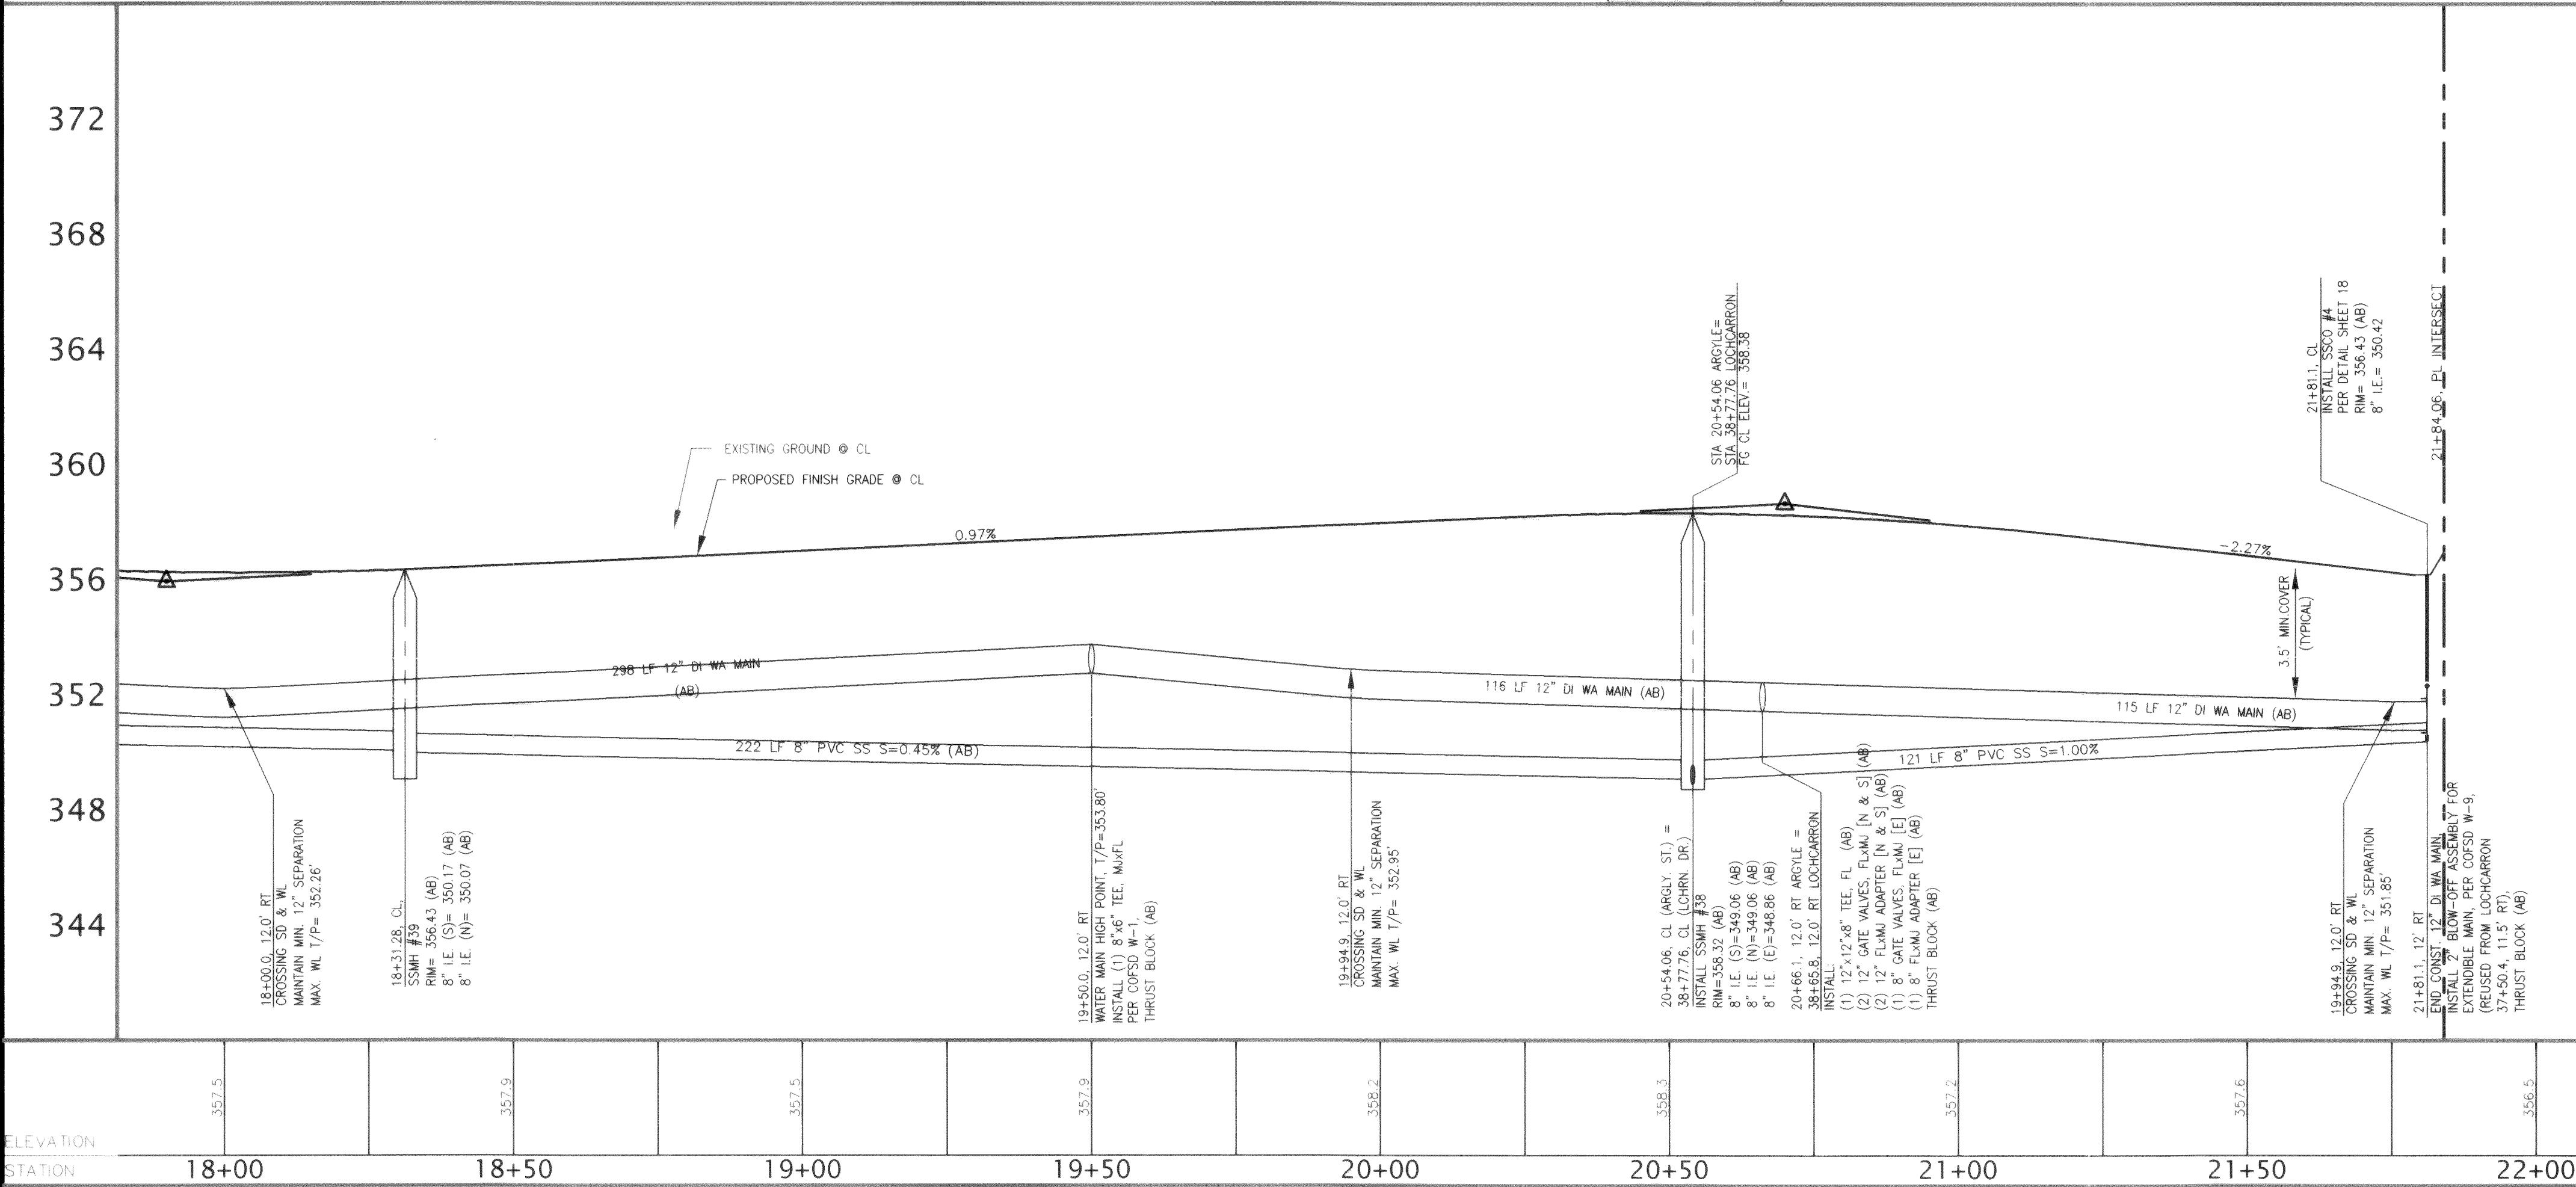 372
368
364
360
356
352
348
344
EXISTING GROUND @ CL
PROPOSED FINISH GRADE @ CL
0.97%
-2.27%
STA 20+54.06 ARGYLE=
STA 38+77.76 LOCHCARRON
FG CL ELEV.= 358.38
21+81.1, CL
INSTALL SSCO #4
PER DETAIL SHEET 18
RIM= 356.43 (AB)
8" I.E.= 350.42
21+84.06, PL INTERSECT
3.5' MIN.COVER
(TYPICAL)
298 LF 12" DI WA MAIN
(AB)
116 LF 12" DI WA MAIN (AB)
115 LF 12" DI WA MAIN (AB)
222 LF 8" PVC SS S=0.45% (AB)
121 LF 8" PVC SS S=1.00%
18+00.0, 12.0' RT
CROSSING SD & WL
MAINTAIN MIN. 12" SEPARATION
MAX. WL T/P= 352.26'
18+31.28, CL,
SSMH #39
RIM= 356.43 (AB)
8" I.E. (S)= 350.17 (AB)
8" I.E. (N)= 350.07 (AB)
19+50.0, 12.0' RT
WATER MAIN HIGH POINT, T/P=353.80'
INSTALL (1) 8"x6" TEE, MJxFL
PER COFSD W-1,
THRUST BLOCK (AB)
19+94.9, 12.0' RT
CROSSING SD & WL
MAINTAIN MIN. 12" SEPARATION
MAX. WL T/P= 352.95'
20+54.06, CL (ARGLY. ST.) =
38+77.76, CL (LCHRN. DR.)
INSTALL SSMH #38
RIM=358.32 (AB)
8" I.E. (S)=349.06 (AB)
8" I.E. (N)=349.06 (AB)
8" I.E. (E)=348.86 (AB)
20+66.1, 12.0' RT ARGYLE =
38+65.8, 12.0' RT LOCHCARRON
INSTALL:
(1) 12"x12"x8" TEE, FL (AB)
(2) 12" GATE VALVES, FLxMJ [N & S] (AB)
(2) 12" FLxMJ ADAPTER [N & S] (AB)
(1) 8" GATE VALVES, FLxMJ [E] (AB)
(1) 8" FLxMJ ADAPTER [E] (AB)
THRUST BLOCK (AB)
19+94.9, 12.0' RT
CROSSING SD & WL
MAINTAIN MIN. 12" SEPARATION
MAX. WL T/P= 351.85'
21+81.1, 12' RT
END CONST. 12" DI WA MAIN,
INSTALL 2" BLOW-OFF ASSEMBLY FOR
EXTENDIBLE MAIN, PER COFSD W-9,
(REUSED FROM LOCHCARRON
37+50.4, 11.5' RT),
THRUST BLOCK (AB)
357.5
357.9
357.5
357.9
358.2
358.3
357.2
357.6
356.5
ELEVATION
STATION
18+00
18+50
19+00
19+50
20+00
20+50
21+00
21+50
22+00